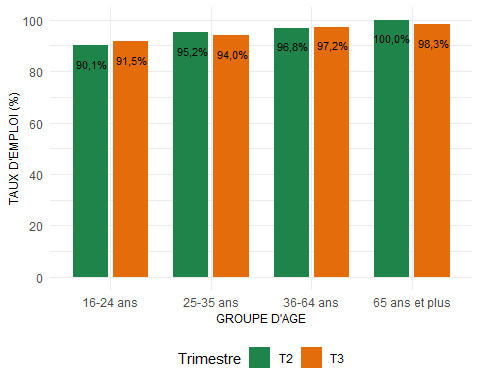 TAUX D'EMPLOI (%)
100
80
60
40
20
0
90,1%
91,5%
95,2%
94,0%
96,8%
97,2%
100,0%
98,3%
16-24 ans
25-35 ans
36-64 ans
65 ans et plus
GROUPE D'AGE
Trimestre T2 T3